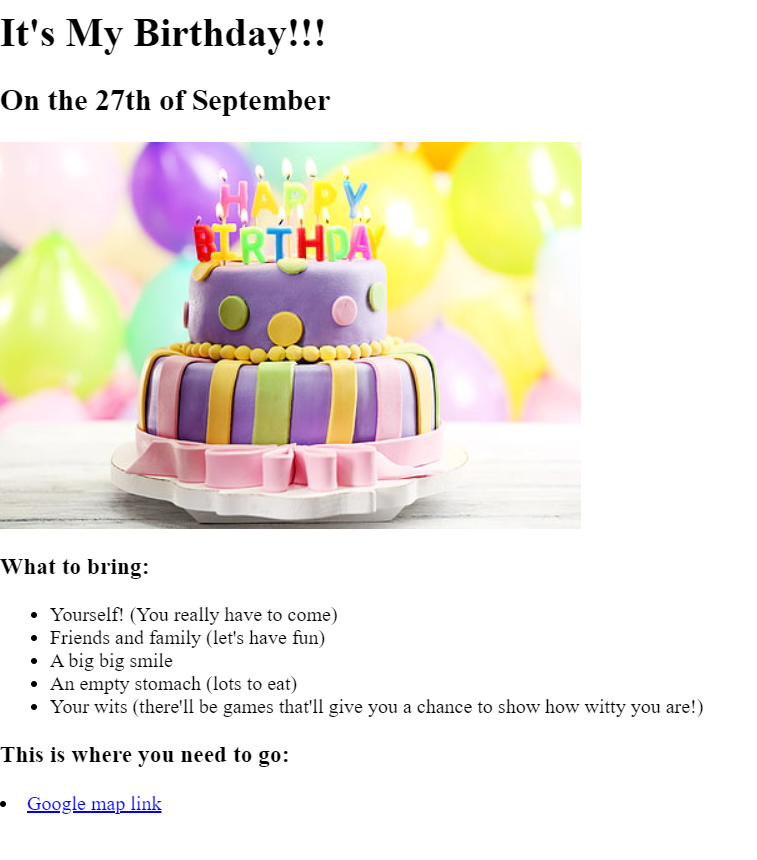 It's My Birthday!!!
On the 27th of September
HAPPY
BIRTHDAY
What to bring:
Yourself! (You really have to come)
Friends and family (let's have fun)
A big big smile
An empty stomach (lots to eat)
Your wits (there'll be games that'll give you a chance to show how witty you are!)
This is where you need to go:
Google map link